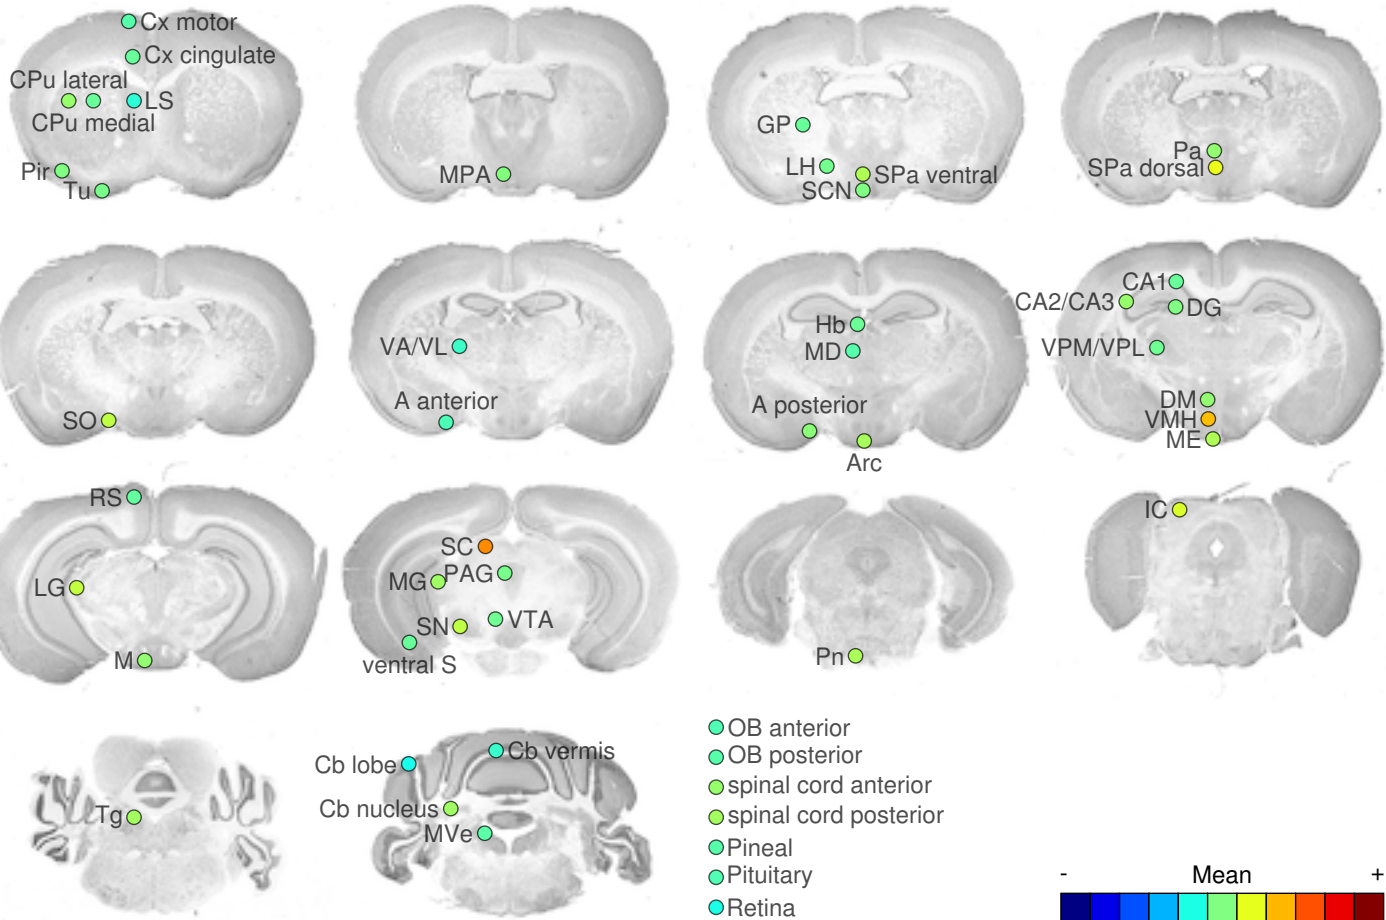 Cx motor
Cx cingulate
CPu lateral
LS
CPu medial
Pir
Tu
MPA
GP
LH
SPa ventral
SCN
Pa
SPa dorsal
SO
VA/VL
A anterior
Hb
MD
A posterior
Arc
CA1
CA2/CA3
DG
VPM/VPL
DM
VMH
ME
RS
LG
M
SC
PAG
MG
SN
VTA
ventral S
Pn
IC
Tg
Cb vermis
Cb lobe
Cb nucleus
MVe
OB anterior
OB posterior
spinal cord anterior
spinal cord posterior
Pineal
Pituitary
Retina
- Mean +